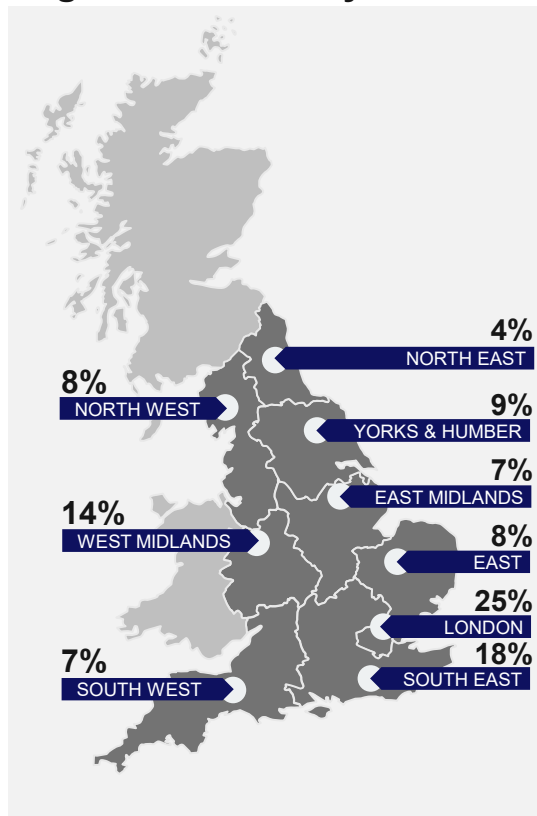 4%
NORTH EAST
8%
NORTH WEST
9%
YORKS & HUMBER
7%
EAST MIDLANDS
14%
WEST MIDLANDS
8%
EAST
25%
LONDON
18%
SOUTH EAST
7%
SOUTH WEST